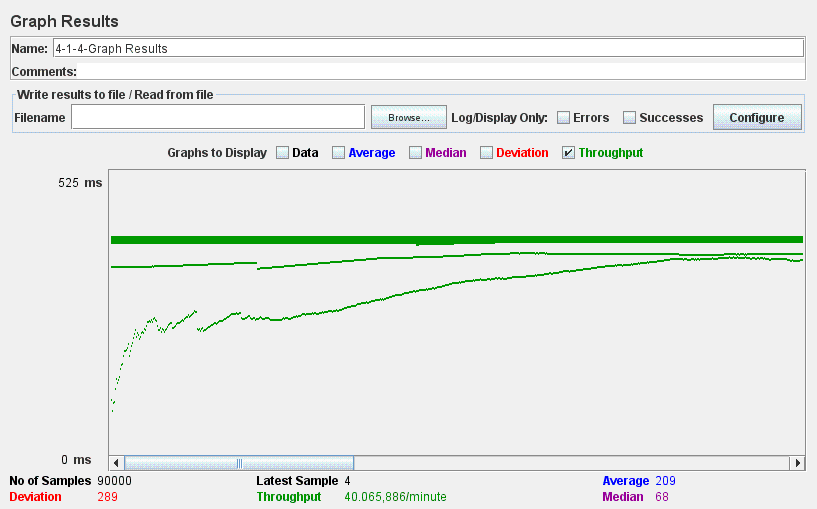 Graph Results
Name: 4-1-4-Graph Results
Comments:
Write results to file / Read from file
Filename Browse... Log/Display Only: Errors Successes Configure
Graphs to Display Data Average Median Deviation Throughput
525 ms
0 ms
No of Samples 90000 Latest Sample 4 Average 209
Deviation 289 Throughput 40.065,886/minute Median 68